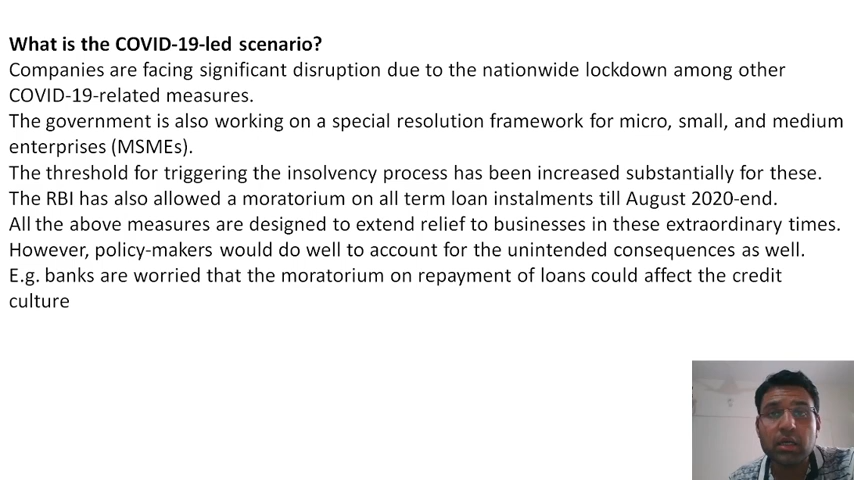 What is the COVID-19-led scenario?
Companies are facing significant disruption due to the nationwide lockdown among other
COVID-19-related measures.
The government is also working on a special resolution framework for micro, small, and medium
enterprises (MSMEs).
The threshold for triggering the insolvency process has been increased substantially for these.
The RBI has also allowed a moratorium on all term loan instalments till August 2020-end.
All the above measures are designed to extend relief to businesses in these extraordinary times.
However, policy-makers would do well to account for the unintended consequences as well.
E.g. banks are worried that the moratorium on repayment of loans could affect the credit
culture